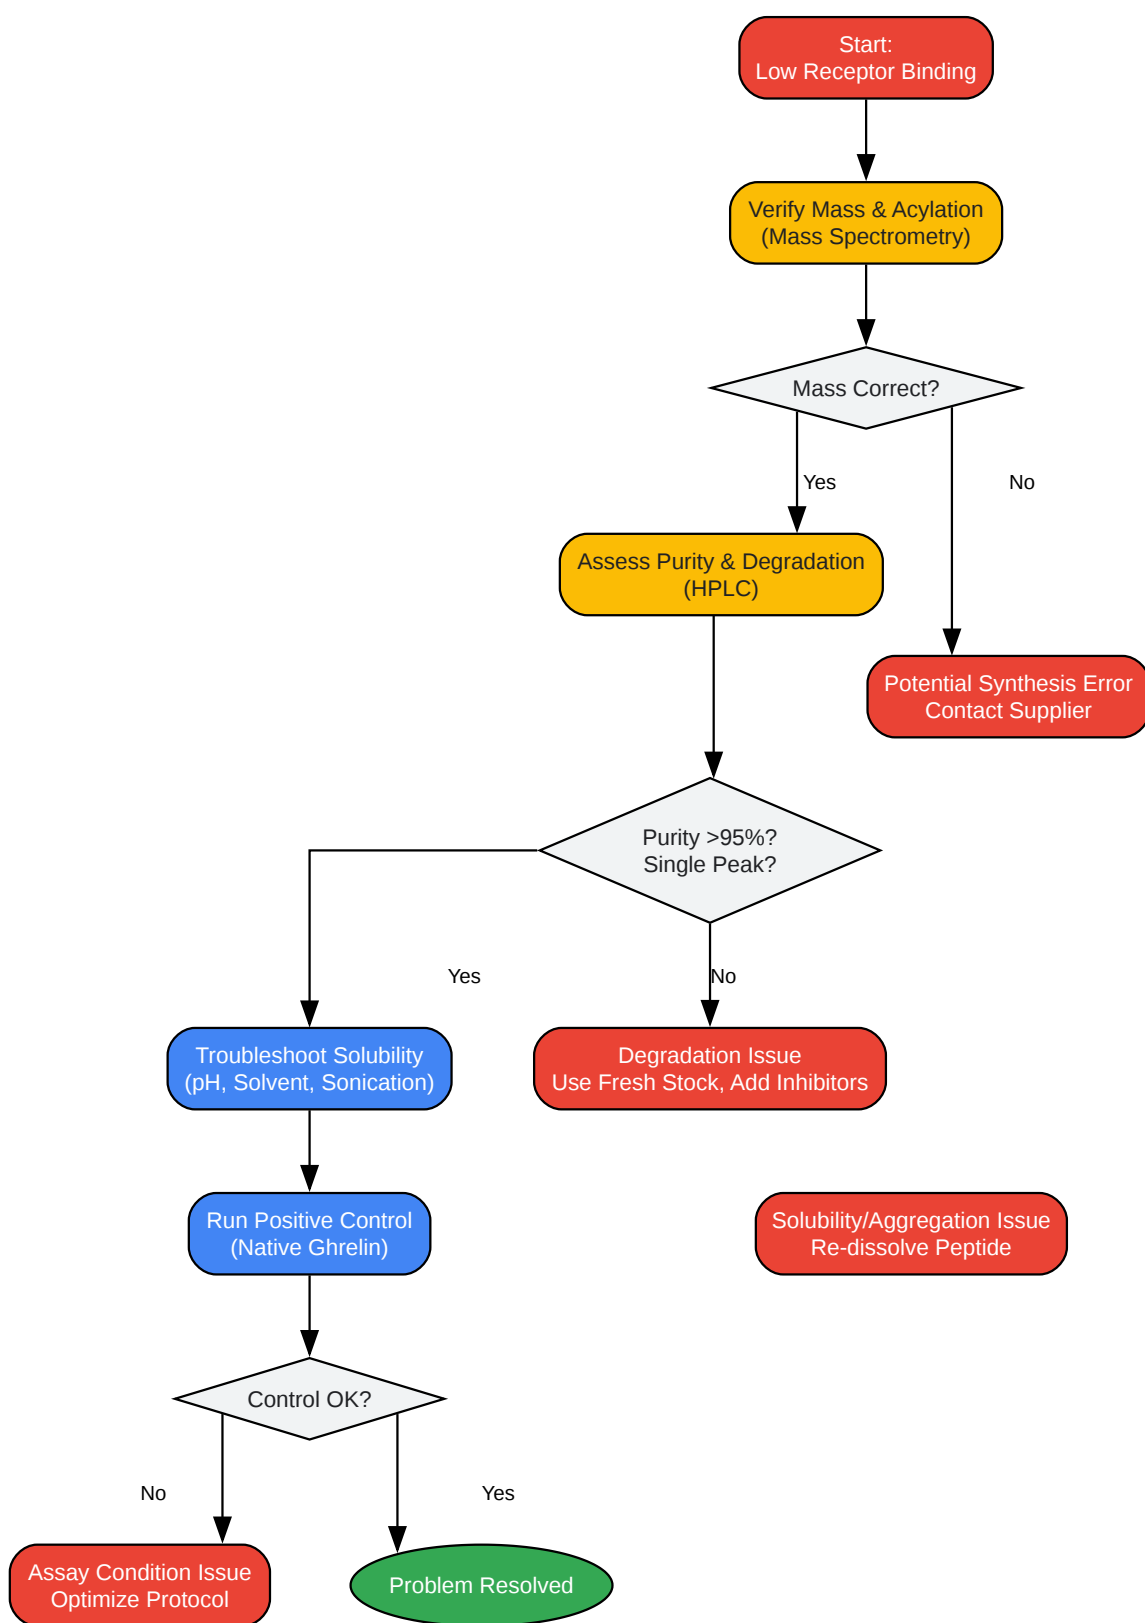 Start:
Low Receptor Binding
Verify Mass & Acylation
(Mass Spectrometry)
Mass Correct?
Yes
No
Assess Purity & Degradation
(HPLC)
Potential Synthesis Error
Contact Supplier
Purity >95%?
Single Peak?
Yes
No
Troubleshoot Solubility
(pH, Solvent, Sonication)
Degradation Issue
Use Fresh Stock, Add Inhibitors
Run Positive Control
(Native Ghrelin)
Solubility/Aggregation Issue
Re-dissolve Peptide
Control OK?
No
Yes
Assay Condition Issue
Optimize Protocol
Problem Resolved